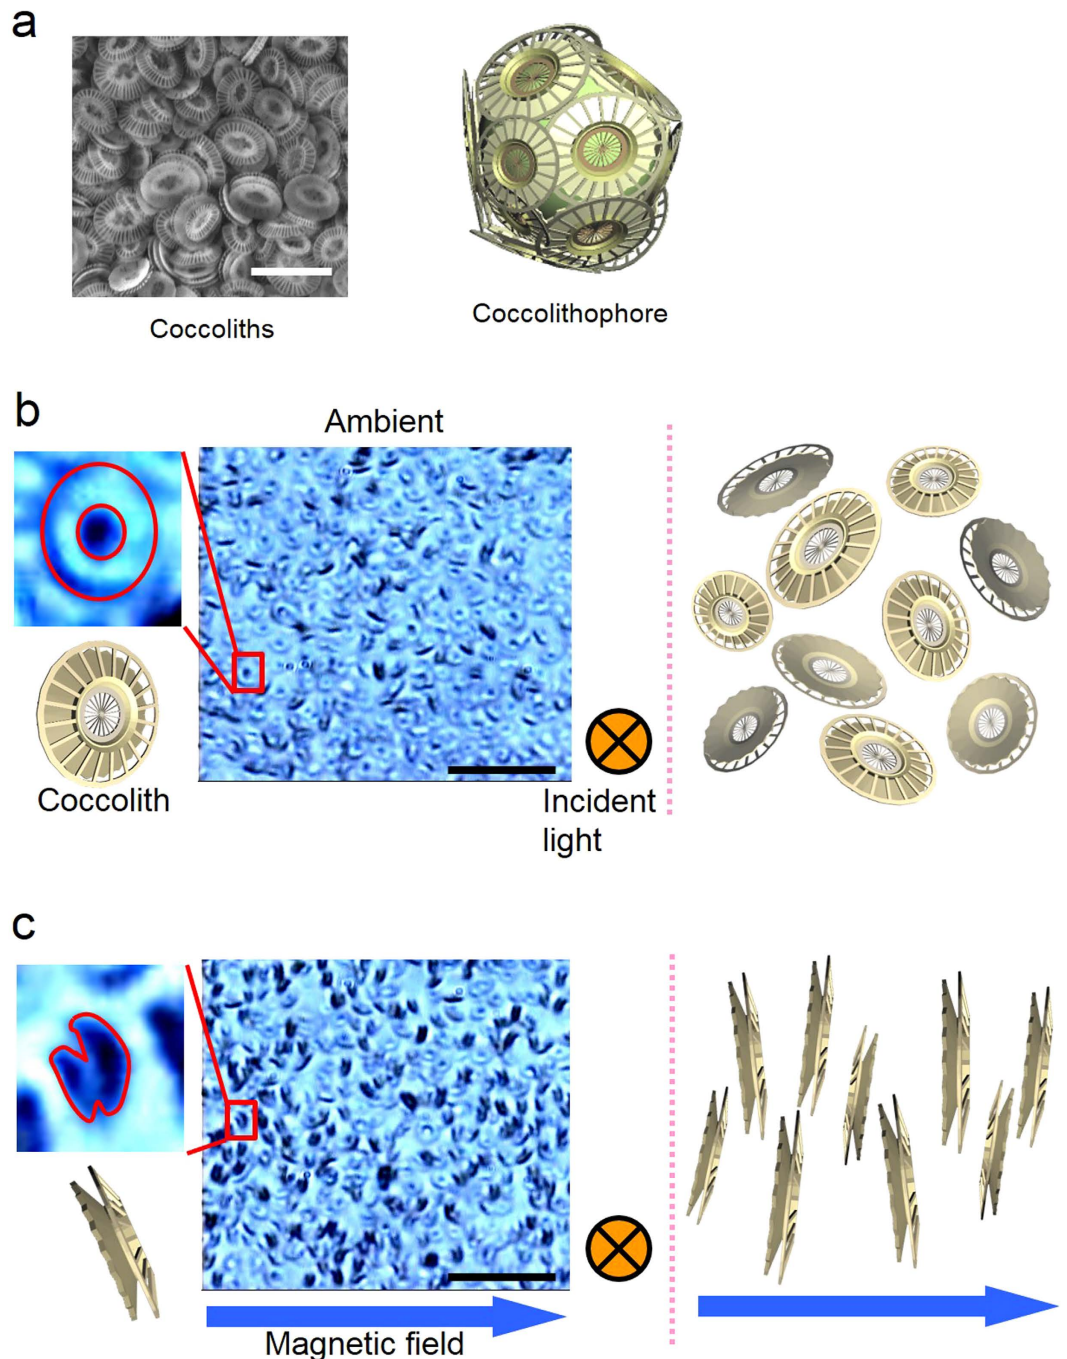 a
Coccoliths
Coccolithophore
b
Ambient
Coccolith
Incident
light
c
Magnetic field